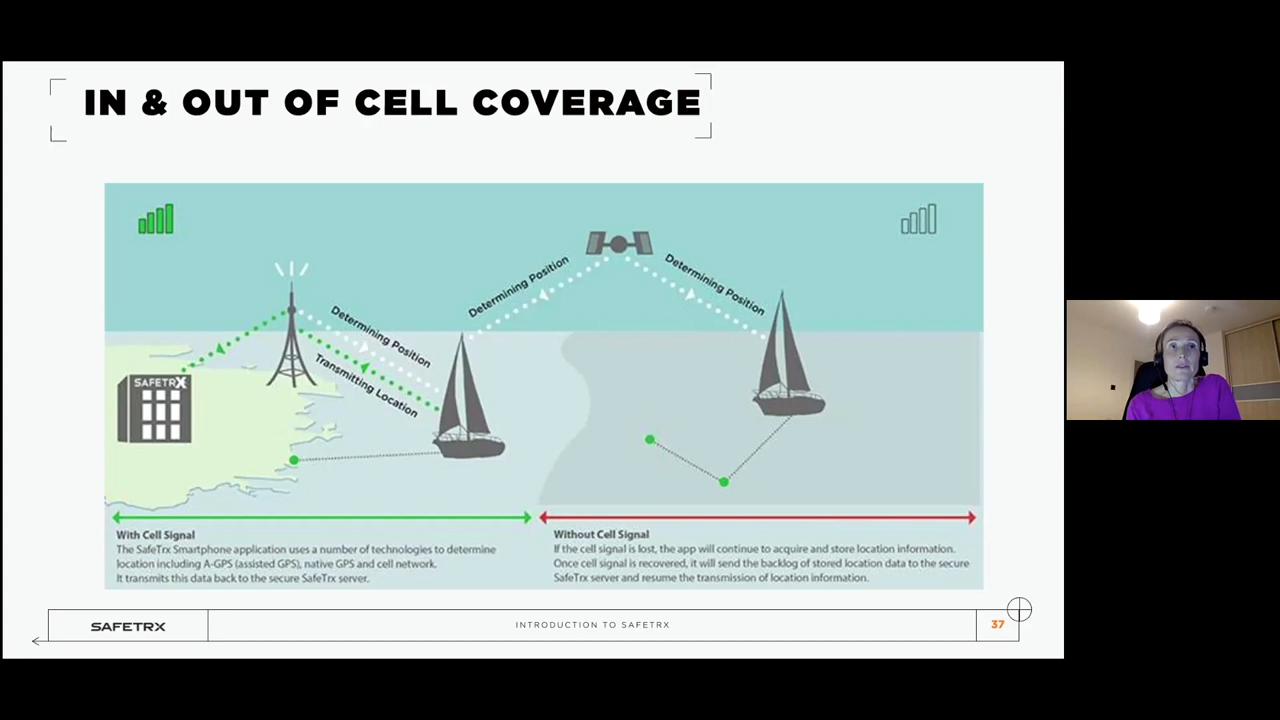 IN & OUT OF CELL COVERAGE
Determining Position
Determining Position
Determining Position
Transmitting Location
SAFETRX
With Cell Signal
The SafeTrx Smartphone application uses a number of technologies to determine
location including A-GPS (assisted GPS), native GPS and cell network.
It transmits this data back to the secure SafeTrx server.
Without Cell Signal
If the cell signal is lost, the app will continue to acquire and store location information.
Once cell signal is recovered, it will send the backlog of stored location data to the secure
SafeTrx server and resume the transmission of location information.
SAFETRX
INTRODUCTION TO SAFETRX
37